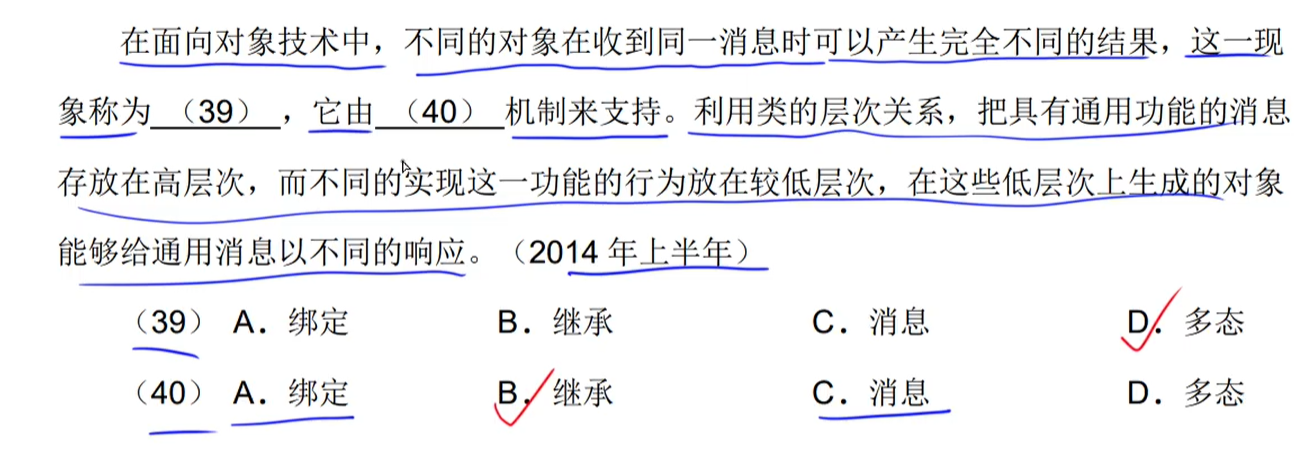 在面向对象技术中，不同的对象在收到同一消息时可以产生完全不同的结果，这一现
象称为 （39） ，它由 （40） 机制来支持。利用类的层次关系，把具有通用功能的消息
存放在高层次，而不同的实现这一功能的行为放在较低层次，在这些低层次上生成的对象
能够给通用消息以不同的响应。（2014 年上半年）
（39） A．绑定 B．继承 C．消息 D．多态
（40） A．绑定 B．继承 C．消息 D．多态